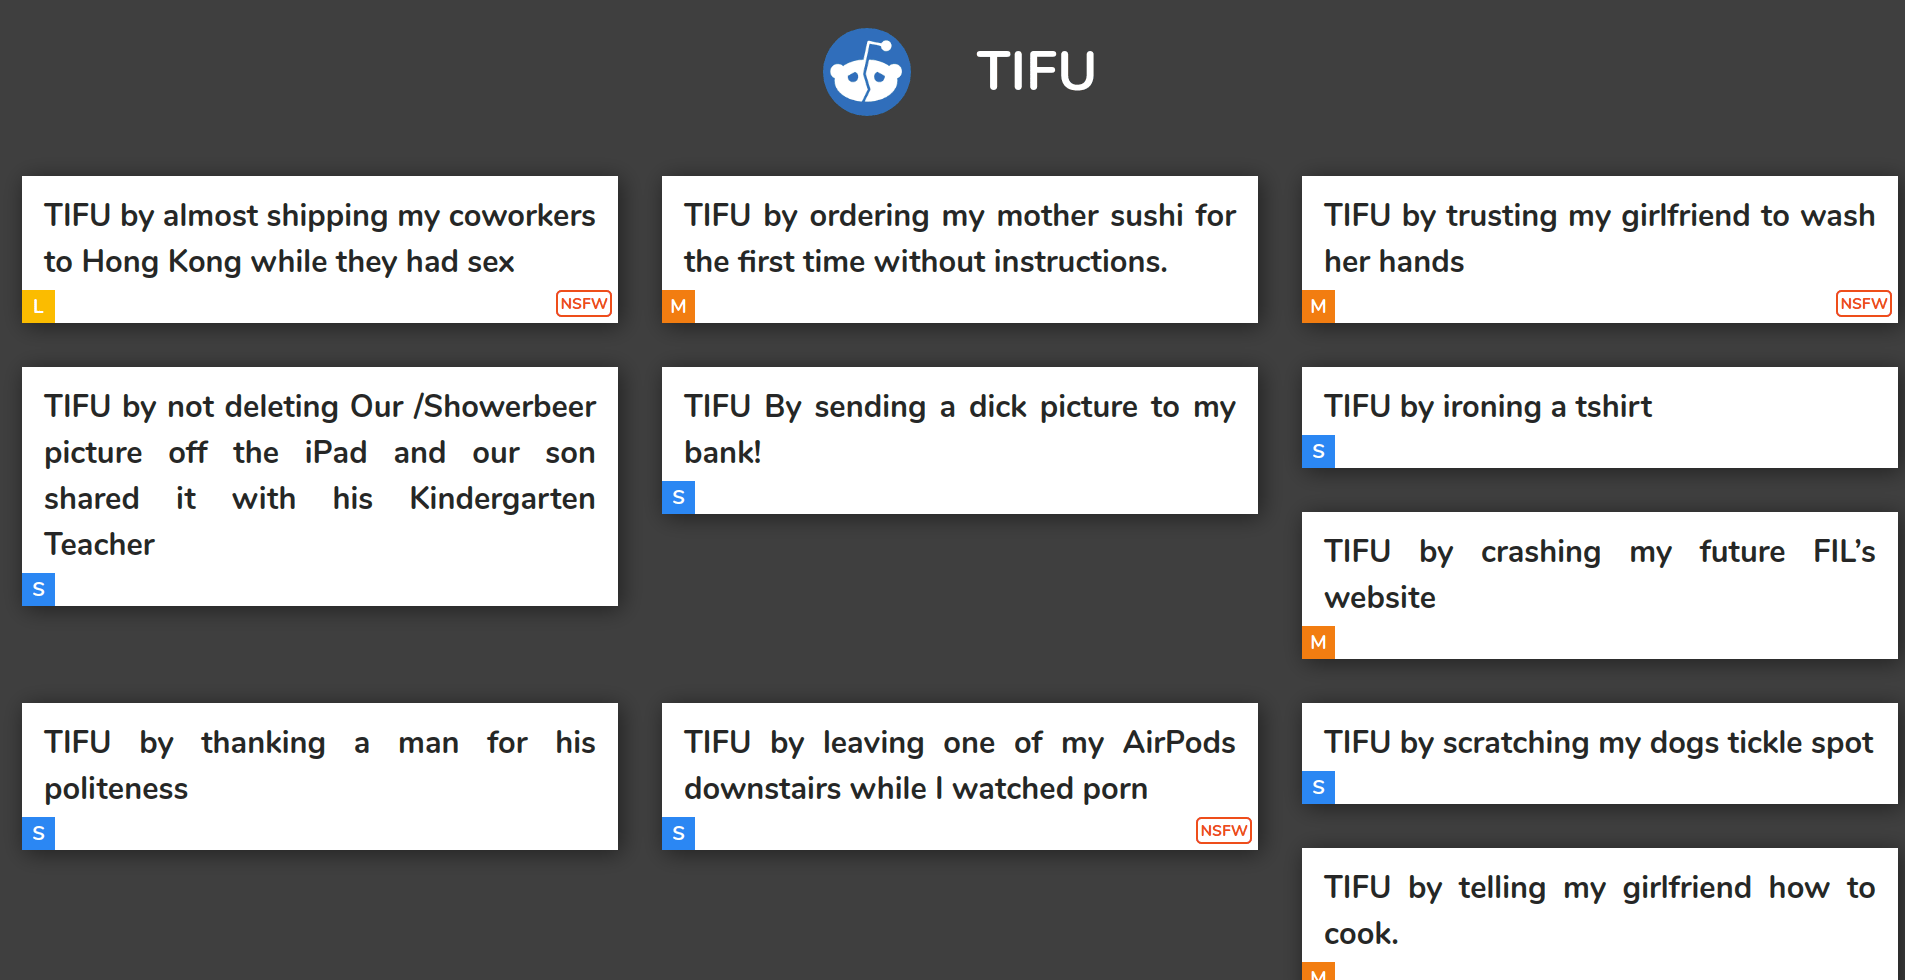 TIFU
TIFU by almost shipping my coworkers
to Hong Kong while they had sex
L
NSFW
TIFU by ordering my mother sushi for
the first time without instructions.
M
TIFU by trusting my girlfriend to wash
her hands
M
NSFW
TIFU by not deleting Our /Showerbeer
picture off the iPad and our son
shared it with his Kindergarten
Teacher
S
TIFU By sending a dick picture to my
bank!
S
TIFU by ironing a tshirt
S
TIFU by crashing my future FIL’s
website
M
TIFU by thanking a man for his
politeness
S
TIFU by leaving one of my AirPods
downstairs while I watched porn
S
NSFW
TIFU by scratching my dogs tickle spot
S
TIFU by telling my girlfriend how to
cook.
M